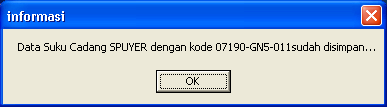 informasi
Data Suku Cadang SPUYER dengan kode 07190-GN5-011sudah disimpan...
OK